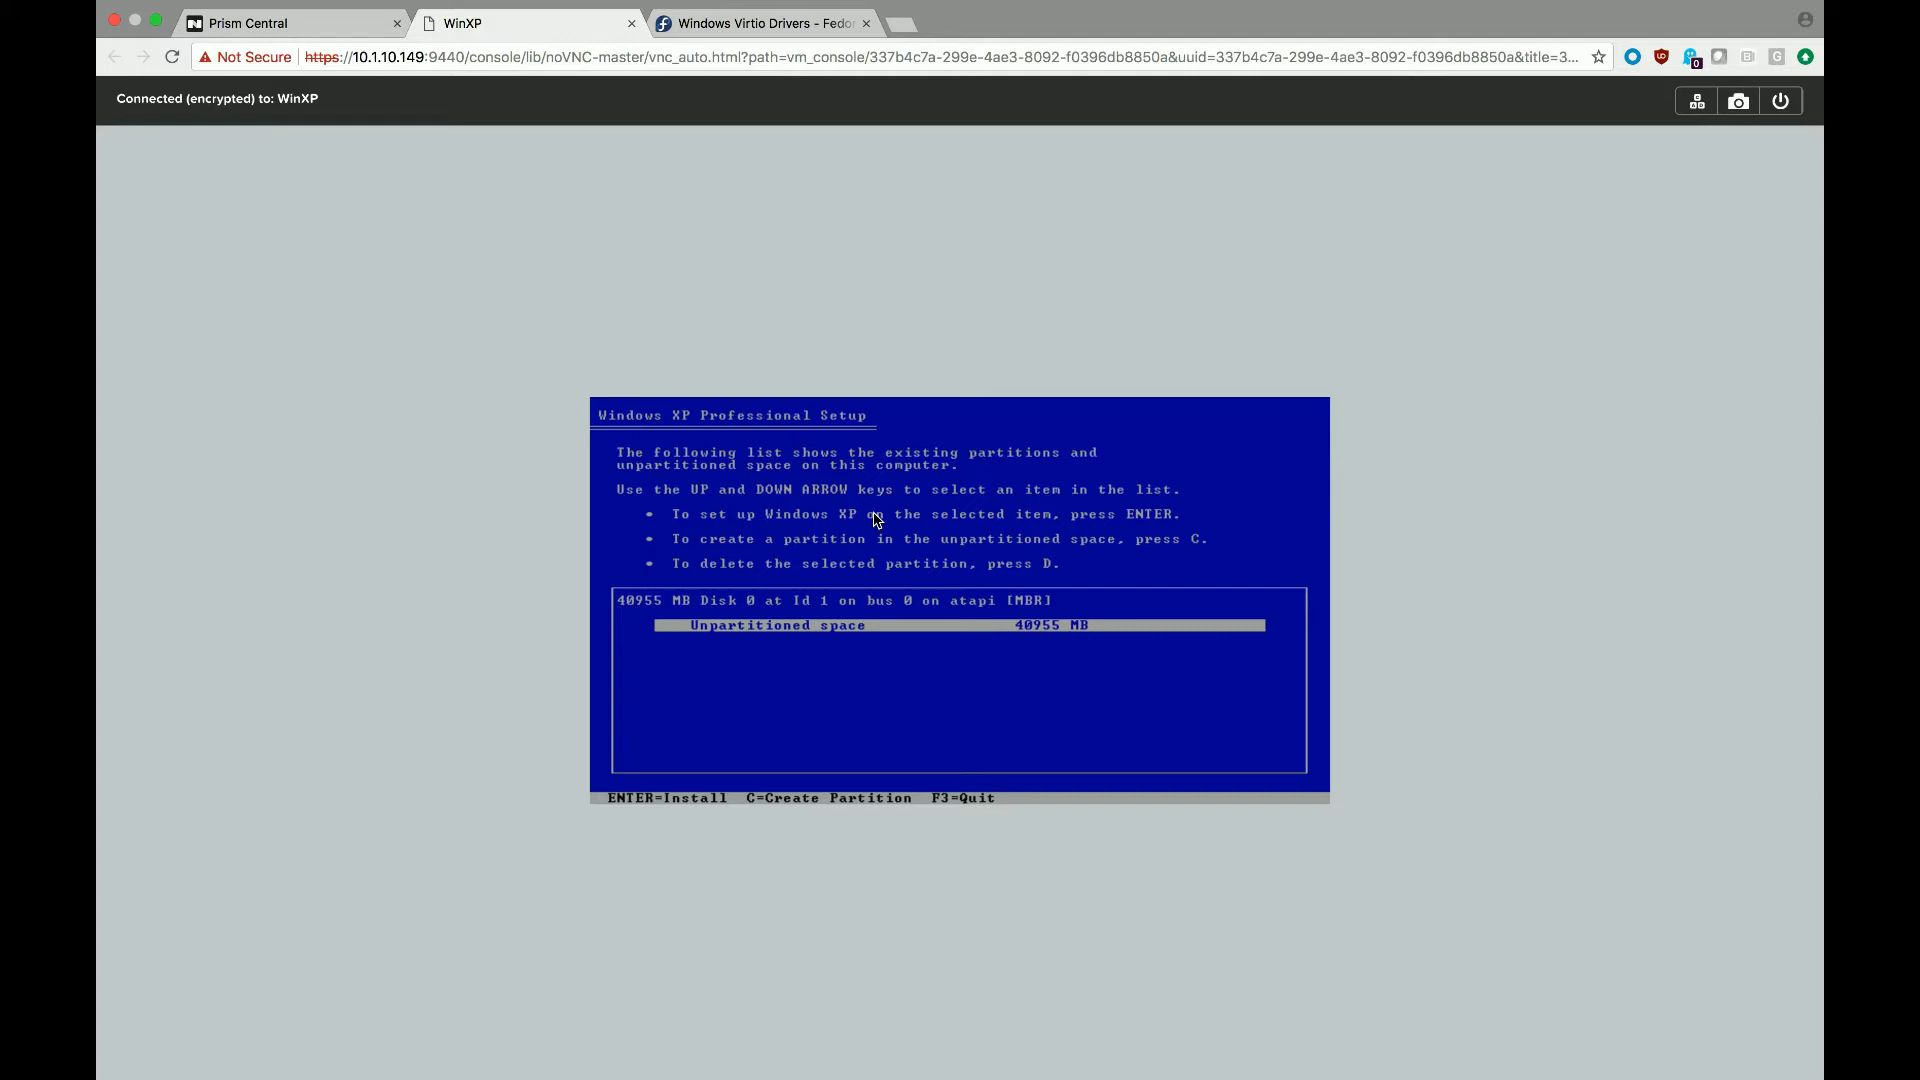 Prism Central
WinXP
Windows Virtio Drivers - Fedo
Not Secure
https://10.1.10.149:9440/console/lib/noVNC-master/vnc_auto.html?path=vm_console/337b4c7a-299e-4ae3-8092-f0396db8850a&uuid=337b4c7a-299e-4ae3-8092-f0396db8850a&title=3...
0
Connected (encrypted) to: WinXP
Windows XP Professional Setup
The following list shows the existing partitions and
unpartitioned space on this computer.
Use the UP and DOWN ARROW keys to select an item in the list.
• To set up Windows XP on the selected item, press ENTER.
• To create a partition in the unpartitioned space, press C.
• To delete the selected partition, press D.
40955 MB Disk 0 at Id 1 on bus 0 on atapi [MBR]
Unpartitioned space 40955 MB
ENTER=Install C=Create Partition F3=Quit